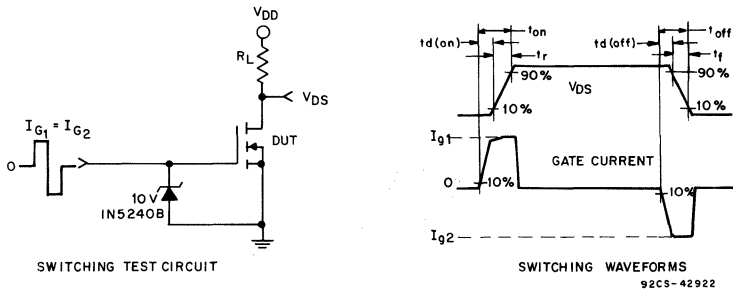 VDD
RL
VDS
IG1 = IG2
DUT
0
10 V
1N5240B
SWITCHING TEST CIRCUIT
ton
toff
td(on)
tr
td(off)
tf
90%
90%
VDS
10%
10%
Ig1
GATE CURRENT
0
10%
10%
Ig2
SWITCHING WAVEFORMS
92CS-42922